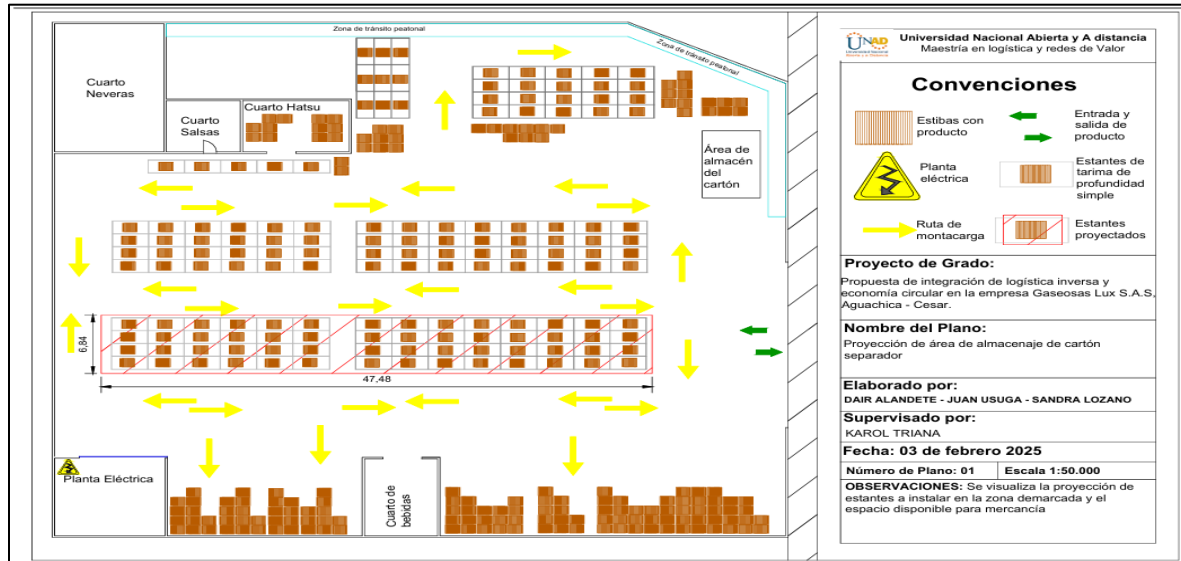 Zona de tránsito peatonal
Zona de tránsito peatonal
Cuarto
Neveras
Cuarto
Salsas
Cuarto Hatsu
Área de
almacén
del
cartón
6,84
47,48
Planta Eléctrica
Cuarto de
bebidas
UNAD
Universidad Nacional Abierta y A distancia
Maestría en logística y redes de Valor
Convenciones
Estibas con
producto
Entrada y
salida de
producto
Planta
eléctrica
Estantes de
tarima de
profundidad
simple
Ruta de
montacarga
Estantes
proyectados
Proyecto de Grado:
Propuesta de integración de logística inversa y
economía circular en la empresa Gaseosas Lux S.A.S,
Aguachica - Cesar.
Nombre del Plano:
Proyección de área de almacenaje de cartón
separador
Elaborado por:
DAIR ALANDETE - JUAN USUGA - SANDRA LOZANO
Supervisado por:
KAROL TRIANA
Fecha: 03 de febrero 2025
Número de Plano: 01
Escala 1:50.000
OBSERVACIONES: Se visualiza la proyección de
estantes a instalar en la zona demarcada y el
espacio disponible para mercancía